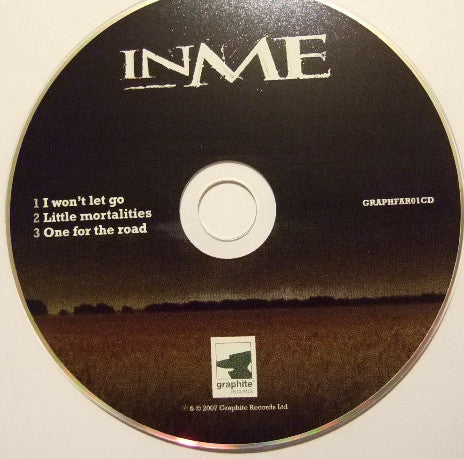 INME
1 I won't let go
2 Little mortalities
3 One for the road
GRAPHFAR01CD
graphite
RECORDS
℗ & © 2007 Graphite Records Ltd